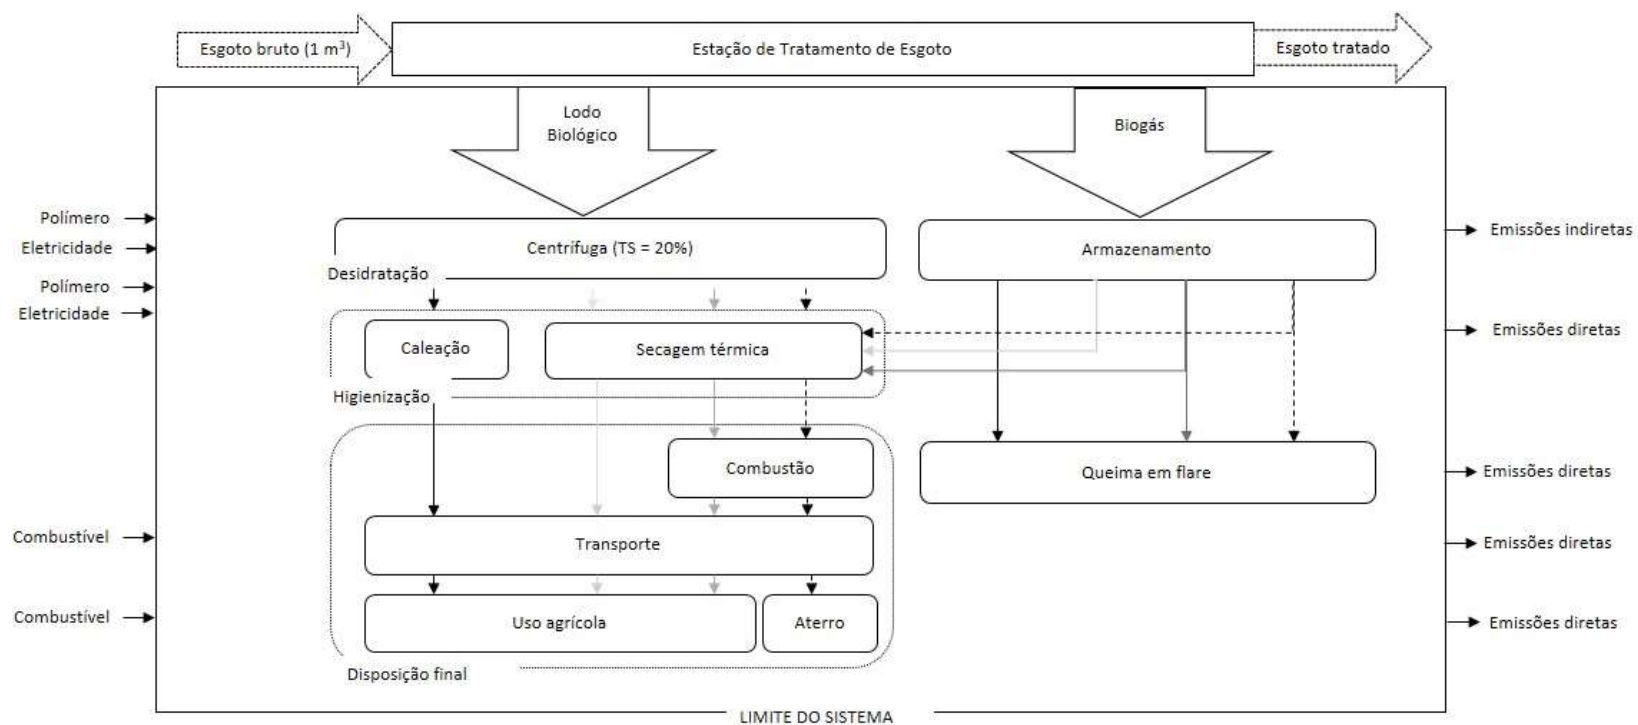 Esgoto bruto (1 m³)
Estação de Tratamento de Esgoto
Esgoto tratado
Lodo
Biológico
Biogás
Polímero
Eletricidade
Polímero
Eletricidade
Centrífuga (TS = 20%)
Desidratação
Armazenamento
Emissões indiretas
Caleação
Secagem térmica
Higienização
Emissões diretas
Combustão
Queima em flare
Emissões diretas
Combustível
Transporte
Emissões diretas
Combustível
Uso agrícola
Aterro
Emissões diretas
Disposição final
LIMITE DO SISTEMA